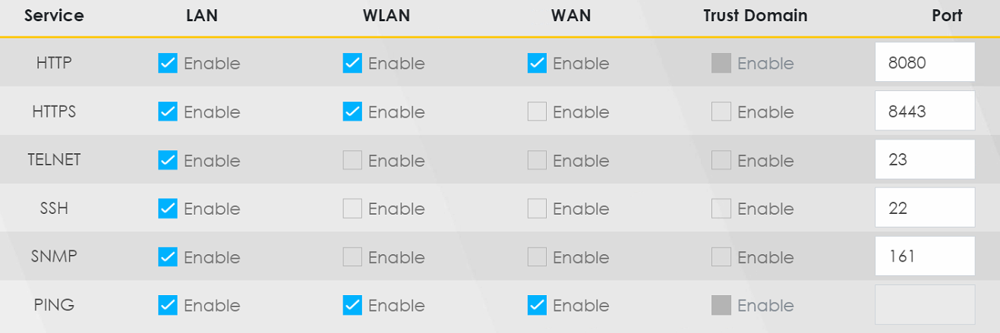 Service LAN WLAN WAN Trust Domain Port
HTTP Enable Enable Enable Enable 8080
HTTPS Enable Enable Enable Enable 8443
TELNET Enable Enable Enable Enable 23
SSH Enable Enable Enable Enable 22
SNMP Enable Enable Enable Enable 161
PING Enable Enable Enable Enable